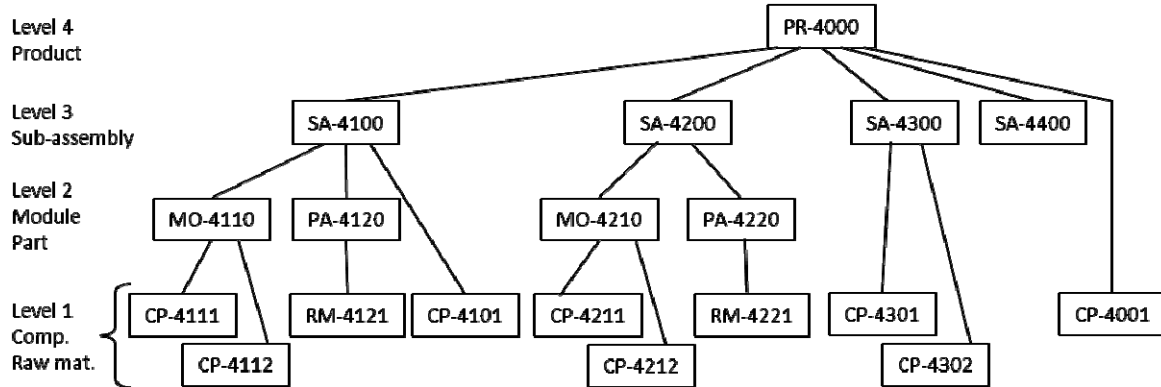 Level 4
Product
PR-4000
Level 3
Sub-assembly
SA-4100
SA-4200
SA-4300
SA-4400
Level 2
Module
Part
MO-4110
PA-4120
MO-4210
PA-4220
Level 1
Comp.
Raw mat.
CP-4111
RM-4121
CP-4101
CP-4211
RM-4221
CP-4301
CP-4001
CP-4112
CP-4212
CP-4302